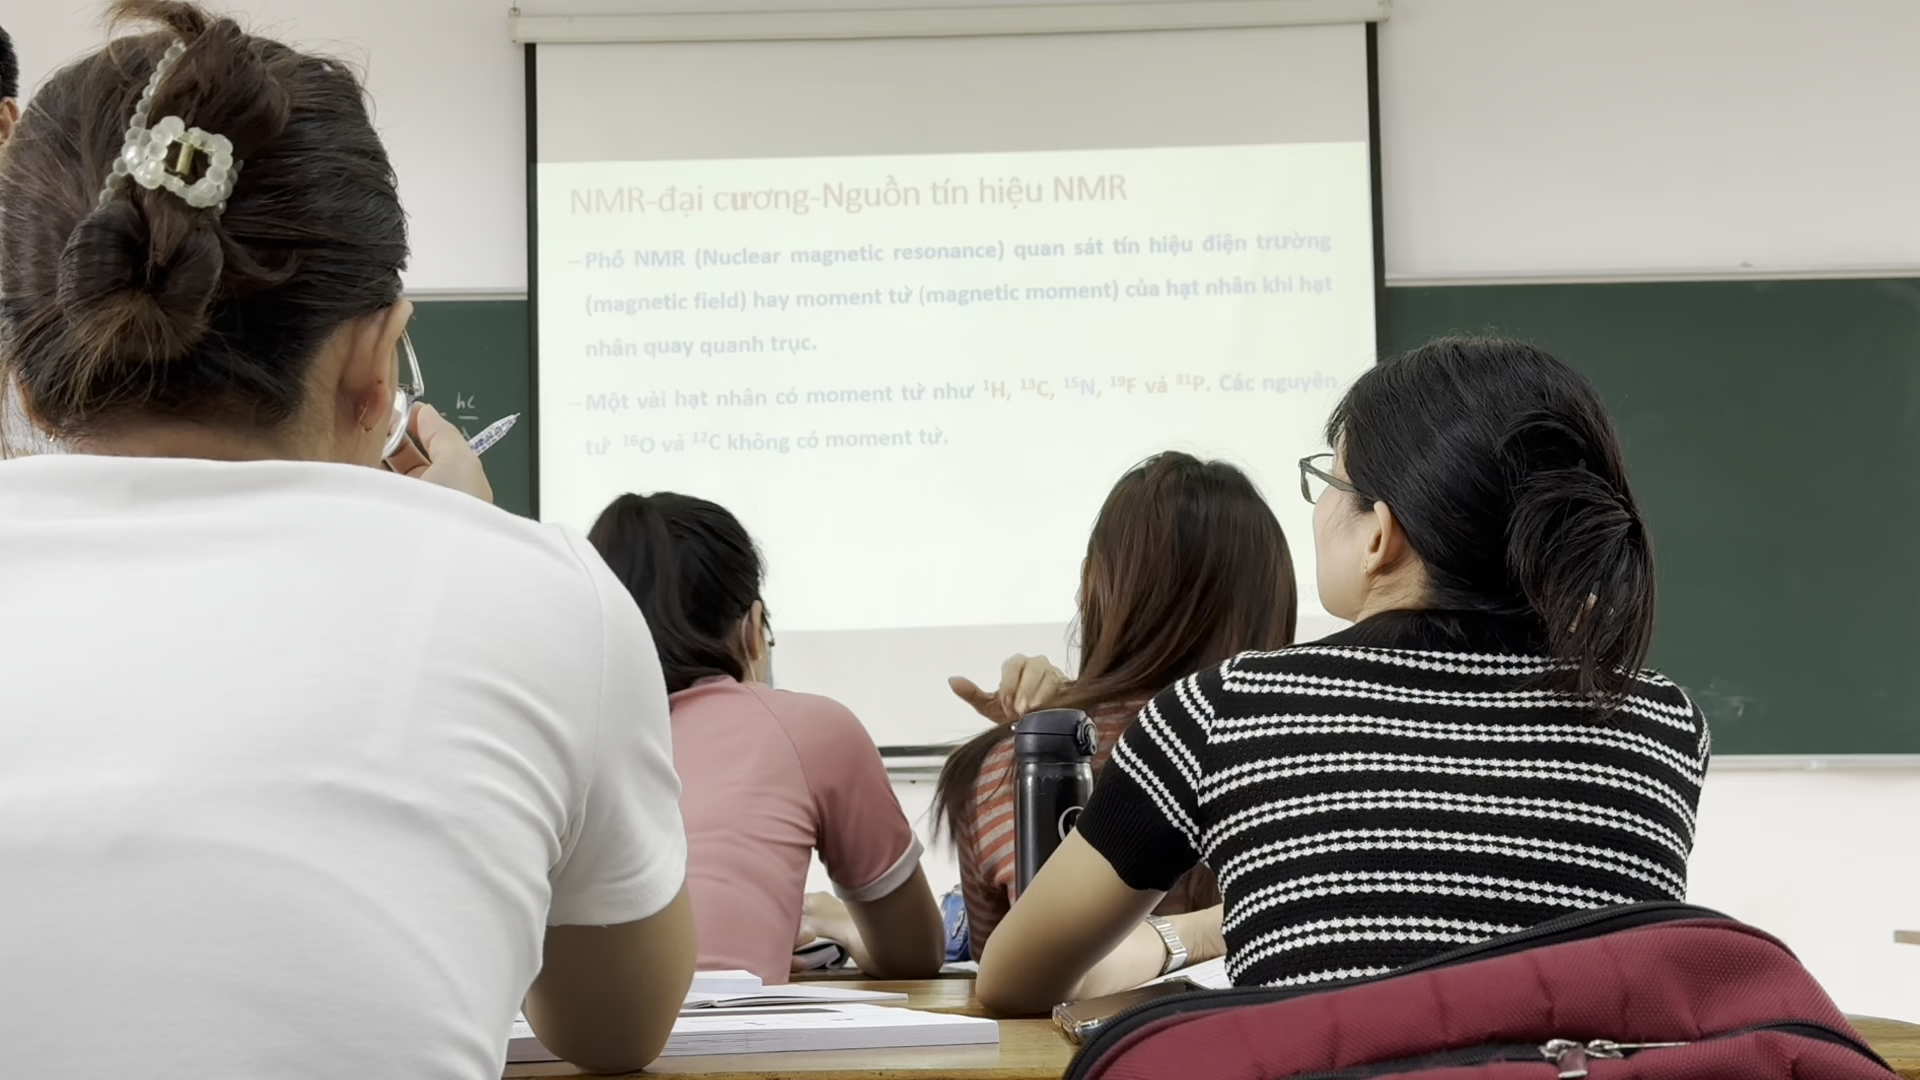 NMR-đại cương-Nguồn tín hiệu NMR
–Phổ NMR (Nuclear magnetic resonance) quan sát tín hiệu điện trường
(magnetic field) hay moment từ (magnetic moment) của hạt nhân khi hạt
nhân quay quanh trục.
–Một vài hạt nhân có moment từ như ¹H, ¹³C, ¹⁵N, ¹⁹F và ³¹P. Các nguyên
tử ¹⁶O và ¹²C không có moment từ.
hc